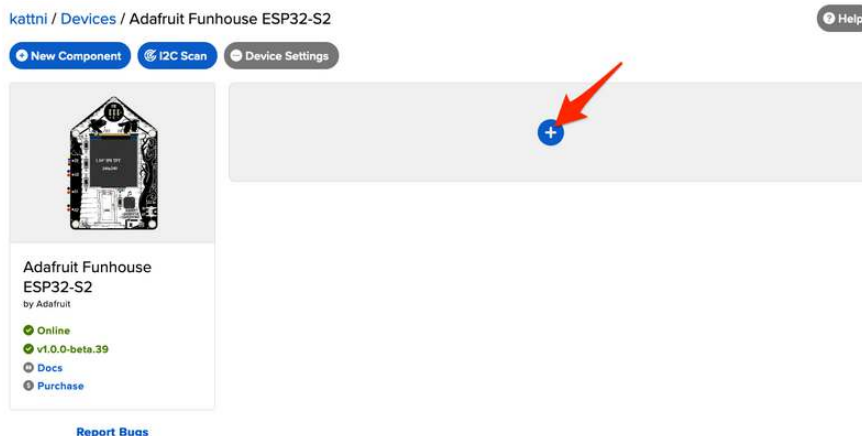 kattni / Devices / Adafruit Funhouse ESP32-S2
Help
New Component
I2C Scan
Device Settings
Adafruit Funhouse
ESP32-S2
by Adafruit
Online
v1.0.0-beta.39
Docs
Purchase
Report Bugs